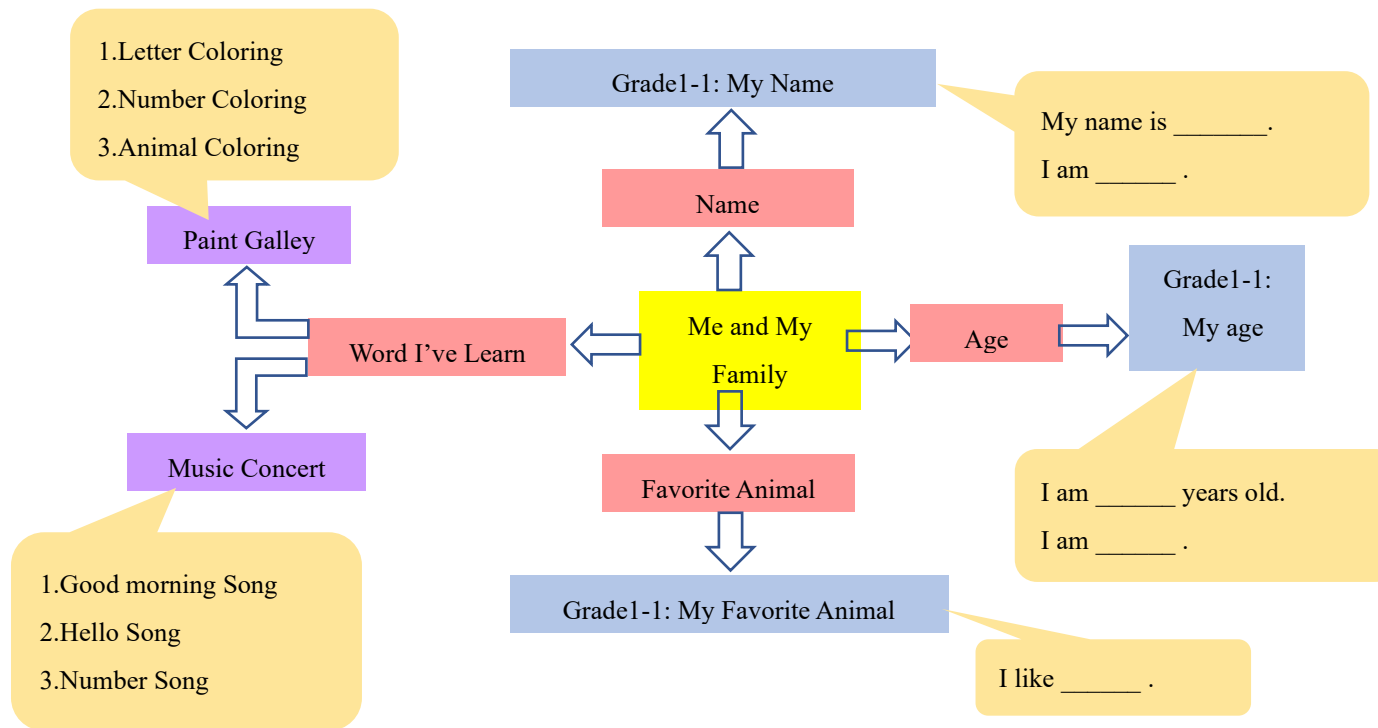 1.Letter Coloring
2.Number Coloring
3.Animal Coloring
Paint Galley
Word I've Learn
Music Concert
1.Good morning Song
2.Hello Song
3.Number Song
Grade1-1: My Name
My name is _______.
I am ______ .
Name
Me and My
Family
Age
Grade1-1:
My age
I am ______ years old.
I am ______ .
Favorite Animal
Grade1-1: My Favorite Animal
I like ______ .